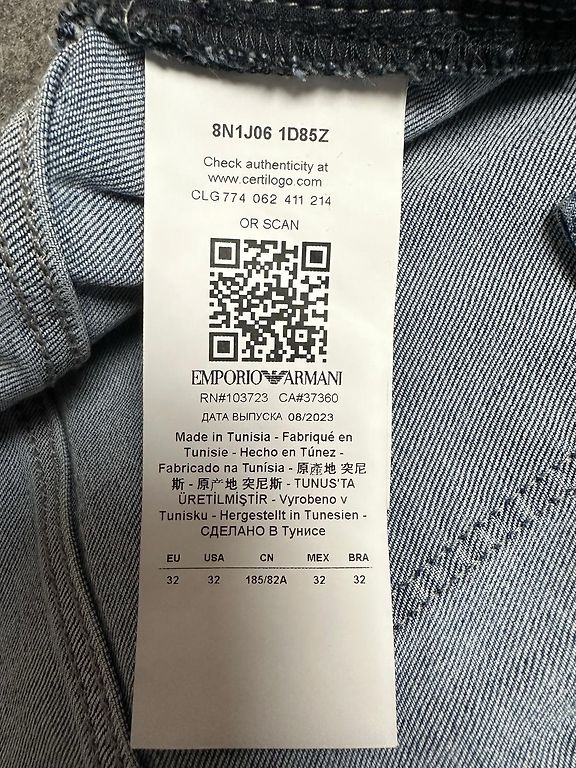 8N1J06 1D85Z
Check authenticity at
www.certilogo.com
CLG774 062 411 214
OR SCAN
EMPORIO ARMANI
RN#103723 CA#37360
ДАТА ВЫПУСКА 08/2023
Made in Tunisia - Fabriqué en
Tunisie - Hecho en Túnez -
Fabricado na Tunísia - 原產地 突尼
斯 - 原产地 突尼斯 - TUNUS'TA
ÜRETİLMİŞTİR - Vyrobeno v
Tunisku - Hergestellt in Tunesien -
СДЕЛАНО В Тунисе
EU USA CN MEX BRA
32 32 185/82A 32 32